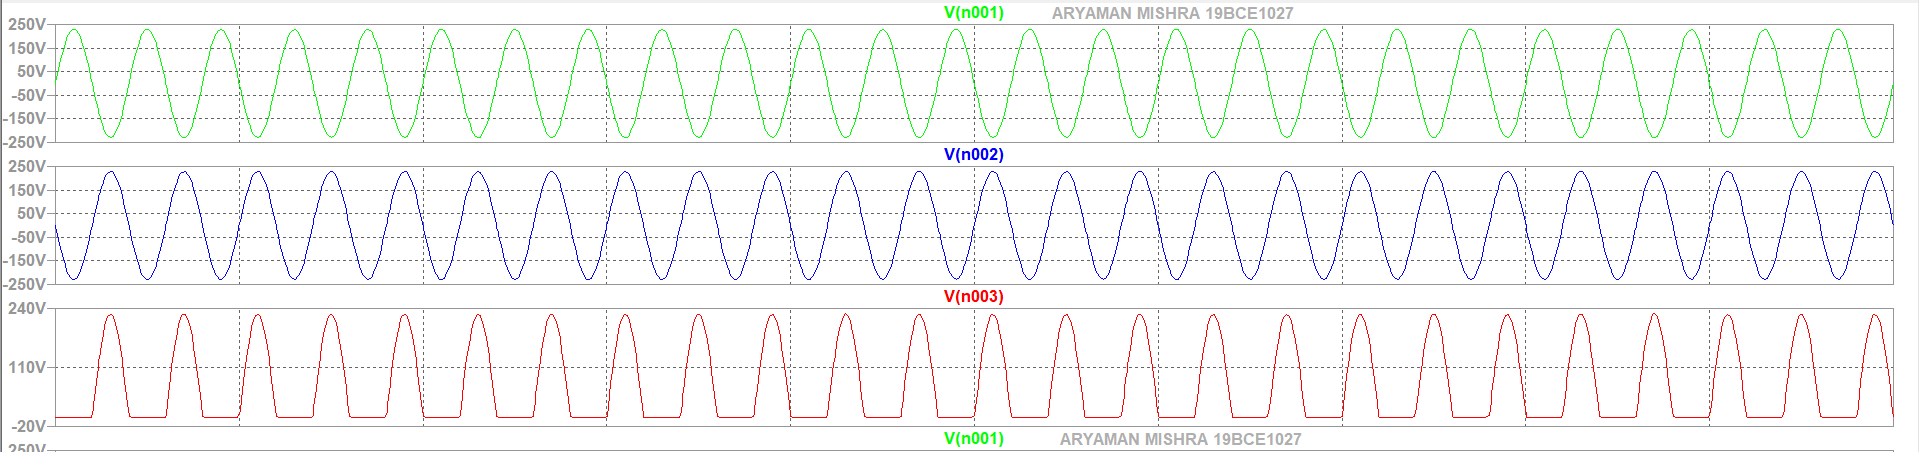 V(n001) ARYAMAN MISHRA 19BCE1027
250V
150V
50V
-50V
-150V
-250V
V(n002)
250V
150V
50V
-50V
-150V
-250V
V(n003)
240V
110V
-20V
V(n001) ARYAMAN MISHRA 19BCE1027
250V